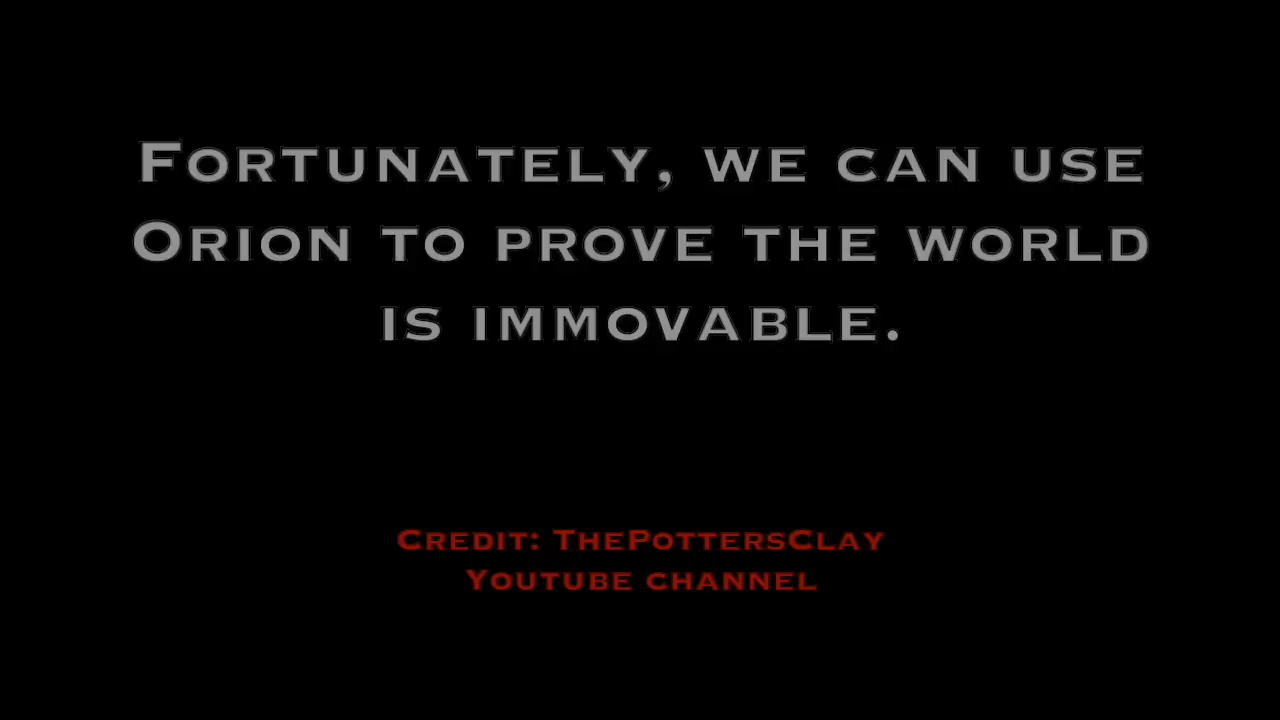 Fortunately, we can use
Orion to prove the world
is immovable.
Credit: ThePottersClay
Youtube channel